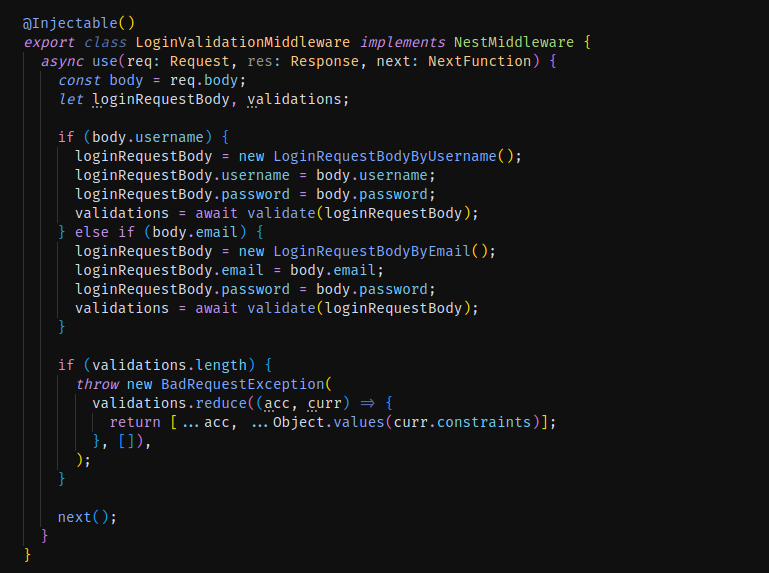 @Injectable()
export class LoginValidationMiddleware implements NestMiddleware {
  async use(req: Request, res: Response, next: NextFunction) {
    const body = req.body;
    let loginRequestBody, validations;

    if (body.username) {
      loginRequestBody = new LoginRequestBodyByUsername();
      loginRequestBody.username = body.username;
      loginRequestBody.password = body.password;
      validations = await validate(loginRequestBody);
    } else if (body.email) {
      loginRequestBody = new LoginRequestBodyByEmail();
      loginRequestBody.email = body.email;
      loginRequestBody.password = body.password;
      validations = await validate(loginRequestBody);
    }

    if (validations.length) {
      throw new BadRequestException(
        validations.reduce((acc, curr) => {
          return [...acc, ...Object.values(curr.constraints)];
        }, []),
      );
    }

    next();
  }
}